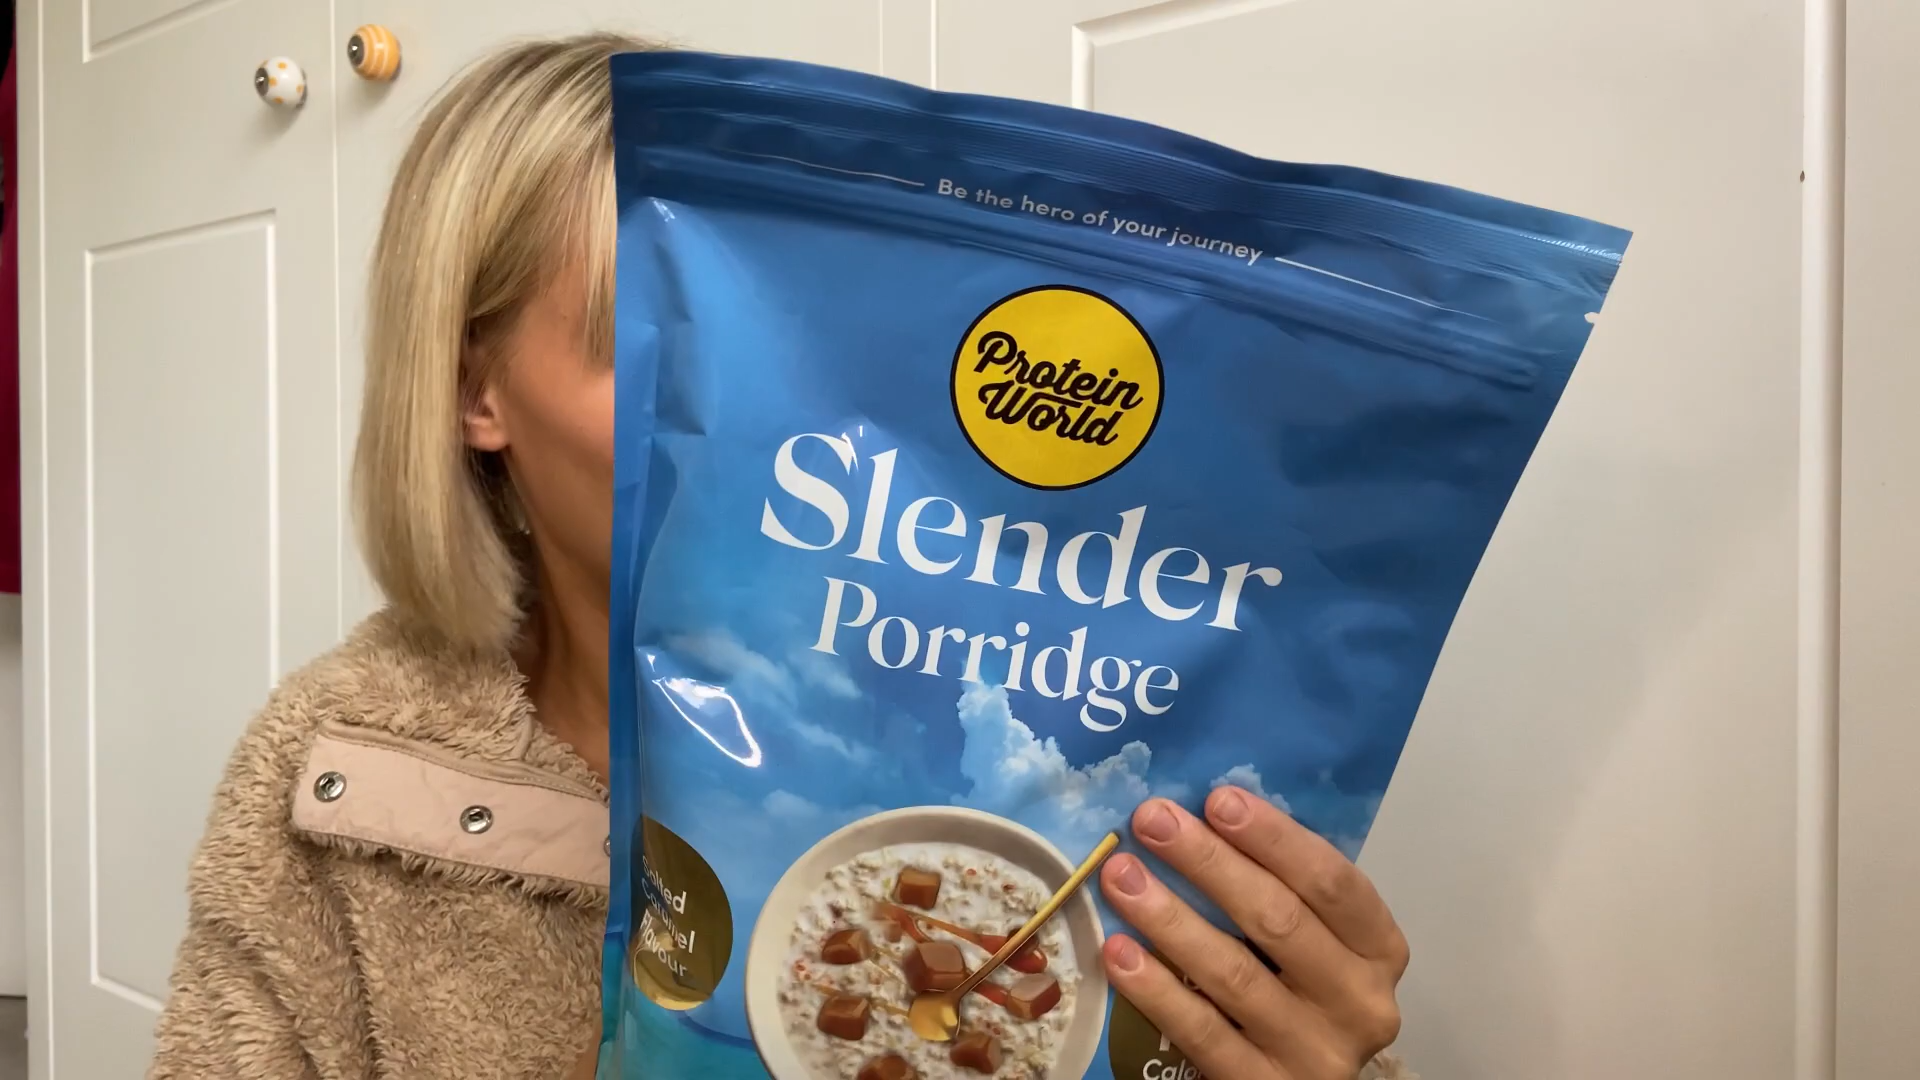 Be the hero of your journey
Protein
World
Slender
Porridge
Salted
Caramel
Flavour